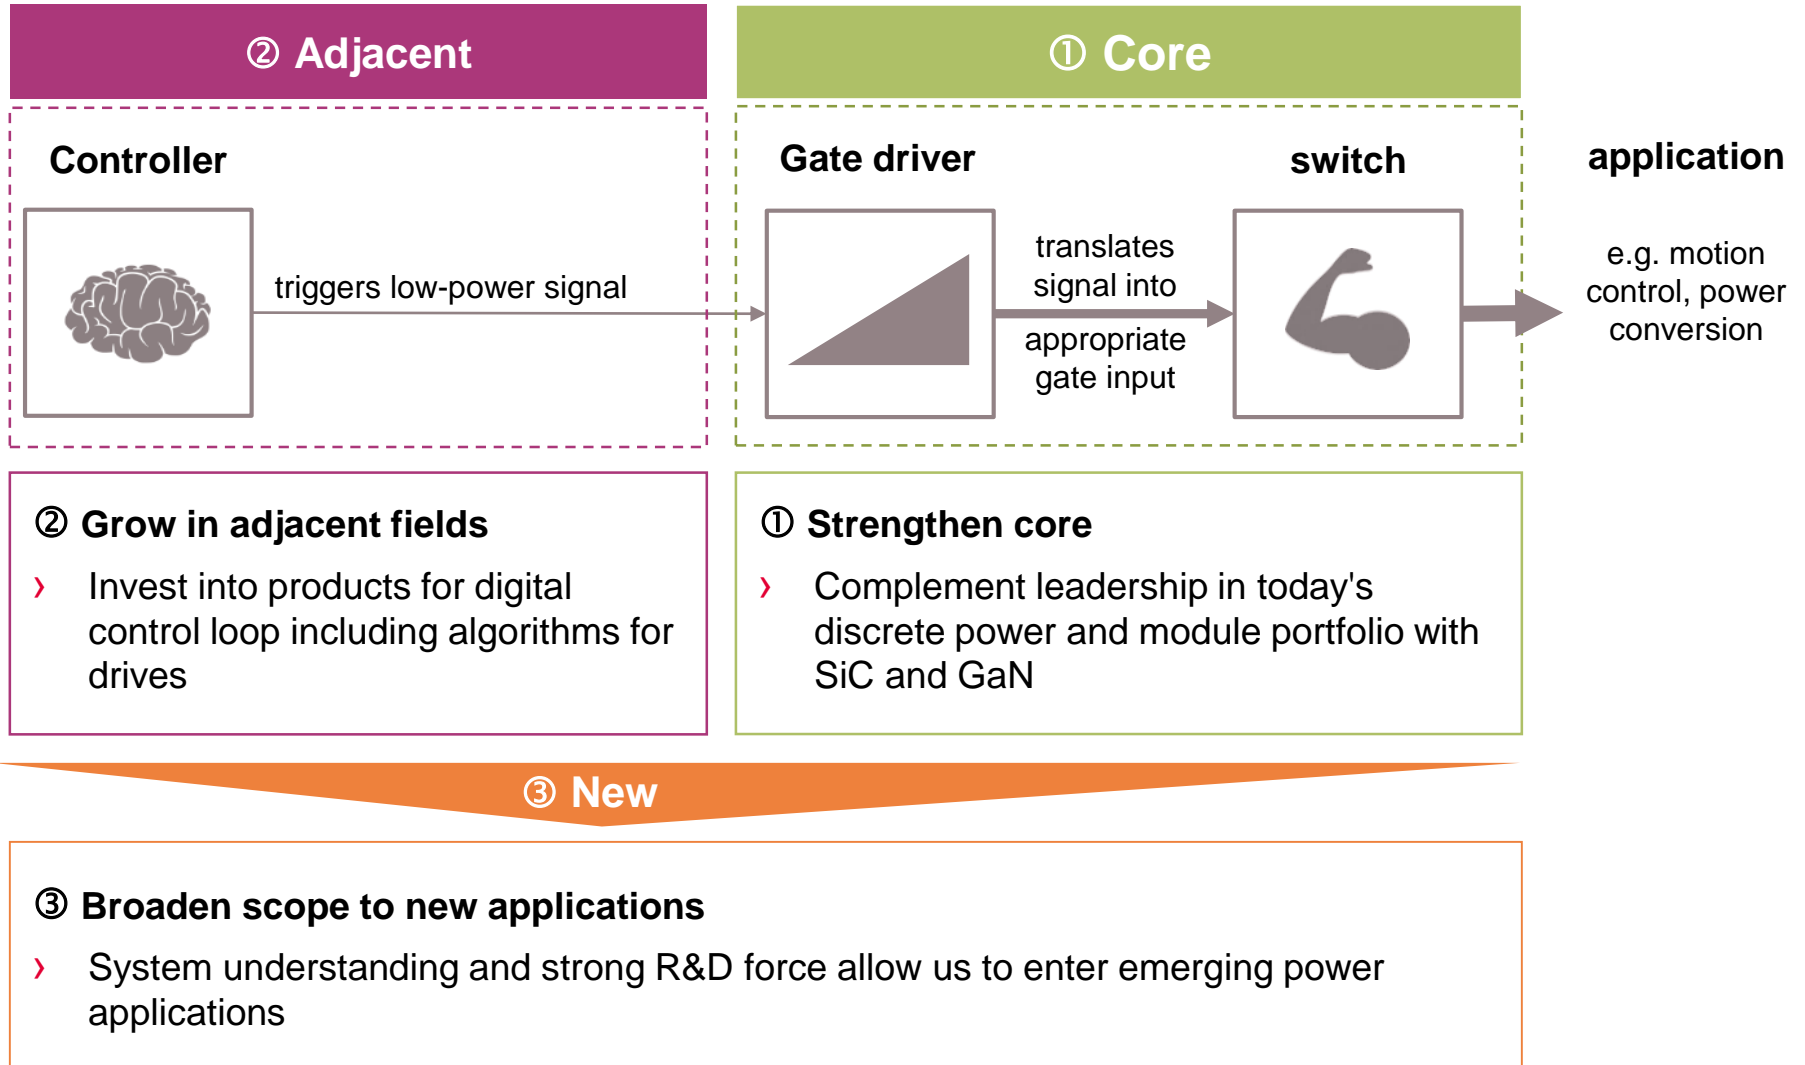 ② Adjacent
① Core
Controller
Gate driver
switch
application
triggers low-power signal
translates
signal into
appropriate
gate input
e.g. motion
control, power
conversion
② Grow in adjacent fields
› Invest into products for digital
control loop including algorithms for
drives
① Strengthen core
› Complement leadership in today's
discrete power and module portfolio with
SiC and GaN
③ New
③ Broaden scope to new applications
› System understanding and strong R&D force allow us to enter emerging power
applications